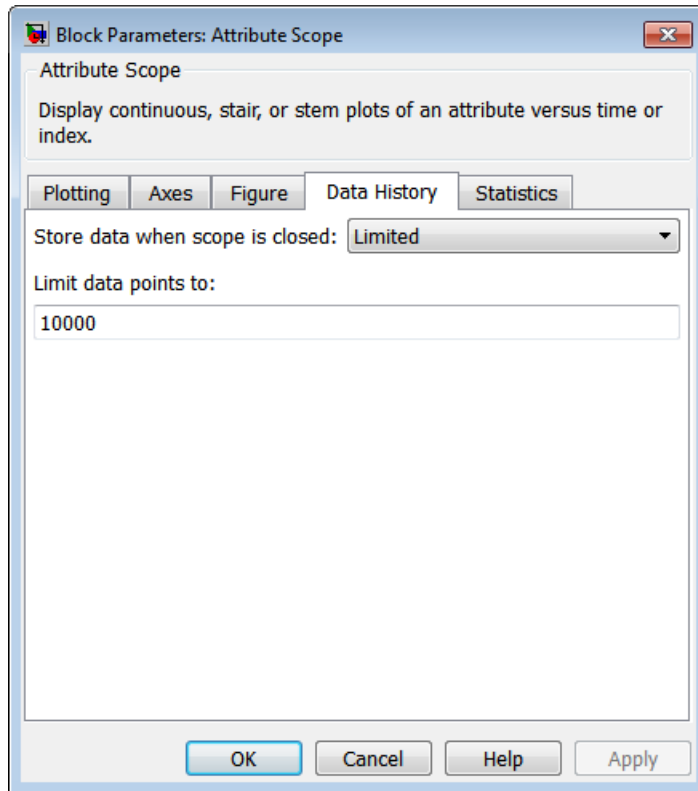 Block Parameters: Attribute Scope
Attribute Scope
Display continuous, stair, or stem plots of an attribute versus time or
index.
Plotting Axes Figure Data History Statistics
Store data when scope is closed: Limited
Limit data points to:
10000
OK Cancel Help Apply